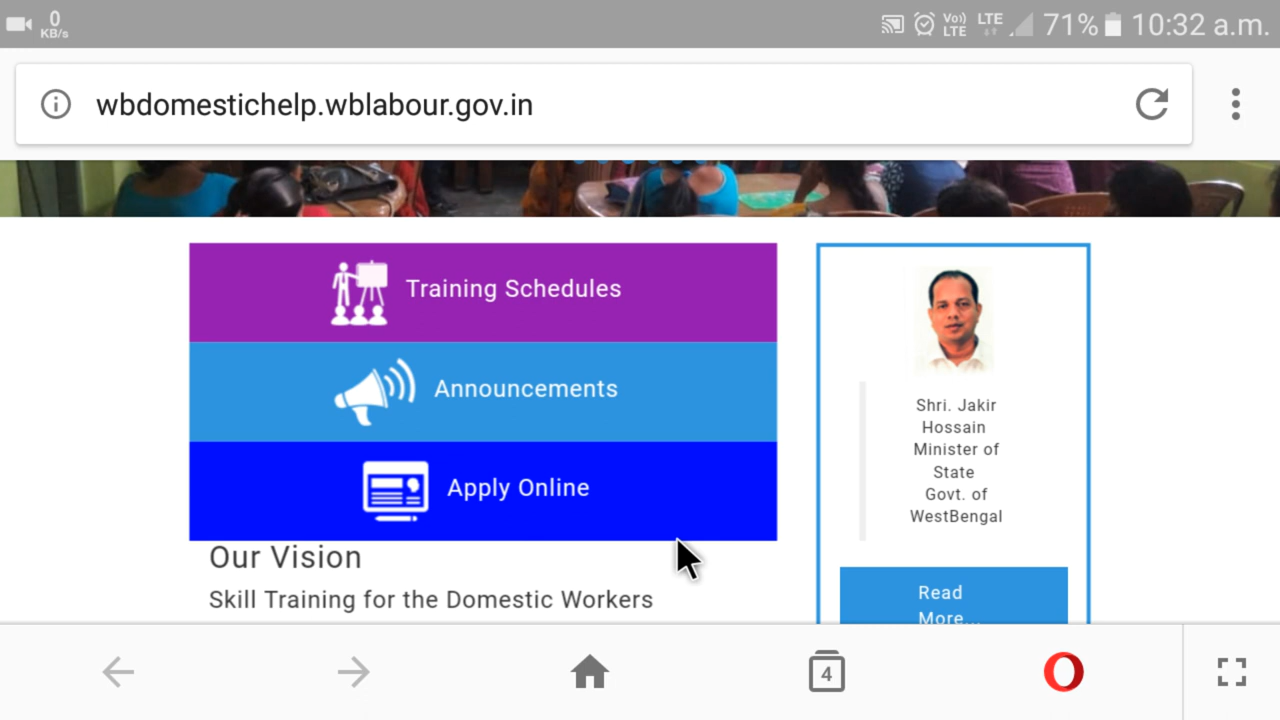 0
KB/s
Vo))
LTE
LTE
71%
10:32 a.m.
wbdomestichelp.wblabour.gov.in
Training Schedules
Announcements
Apply Online
Our Vision
Skill Training for the Domestic Workers
Shri. Jakir
Hossain
Minister of
State
Govt. of
WestBengal
Read
More...
4